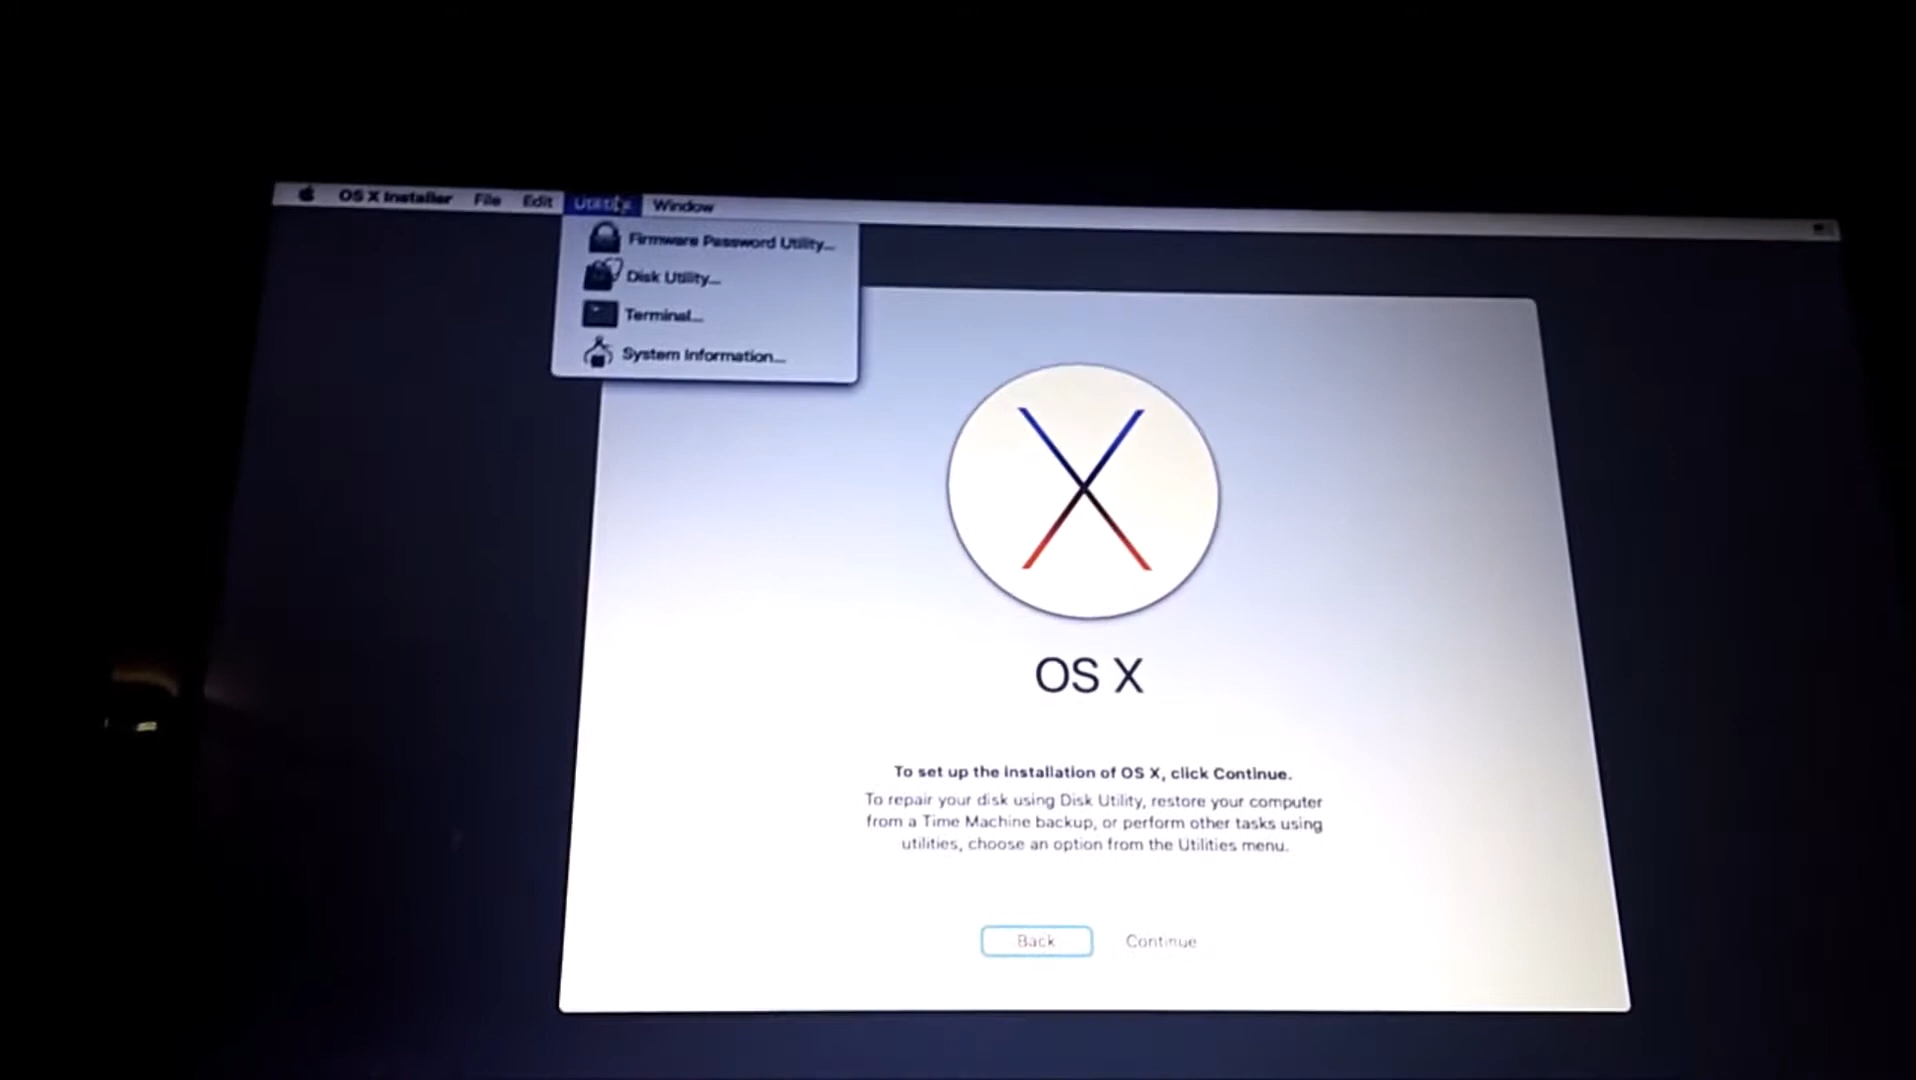 OS X Installer File Edit Utilities Window
Firmware Password Utility...
Disk Utility...
Terminal...
System Information...
OS X
To set up the installation of OS X, click Continue.
To repair your disk using Disk Utility, restore your computer
from a Time Machine backup, or perform other tasks using
utilities, choose an option from the Utilities menu.
Back Continue